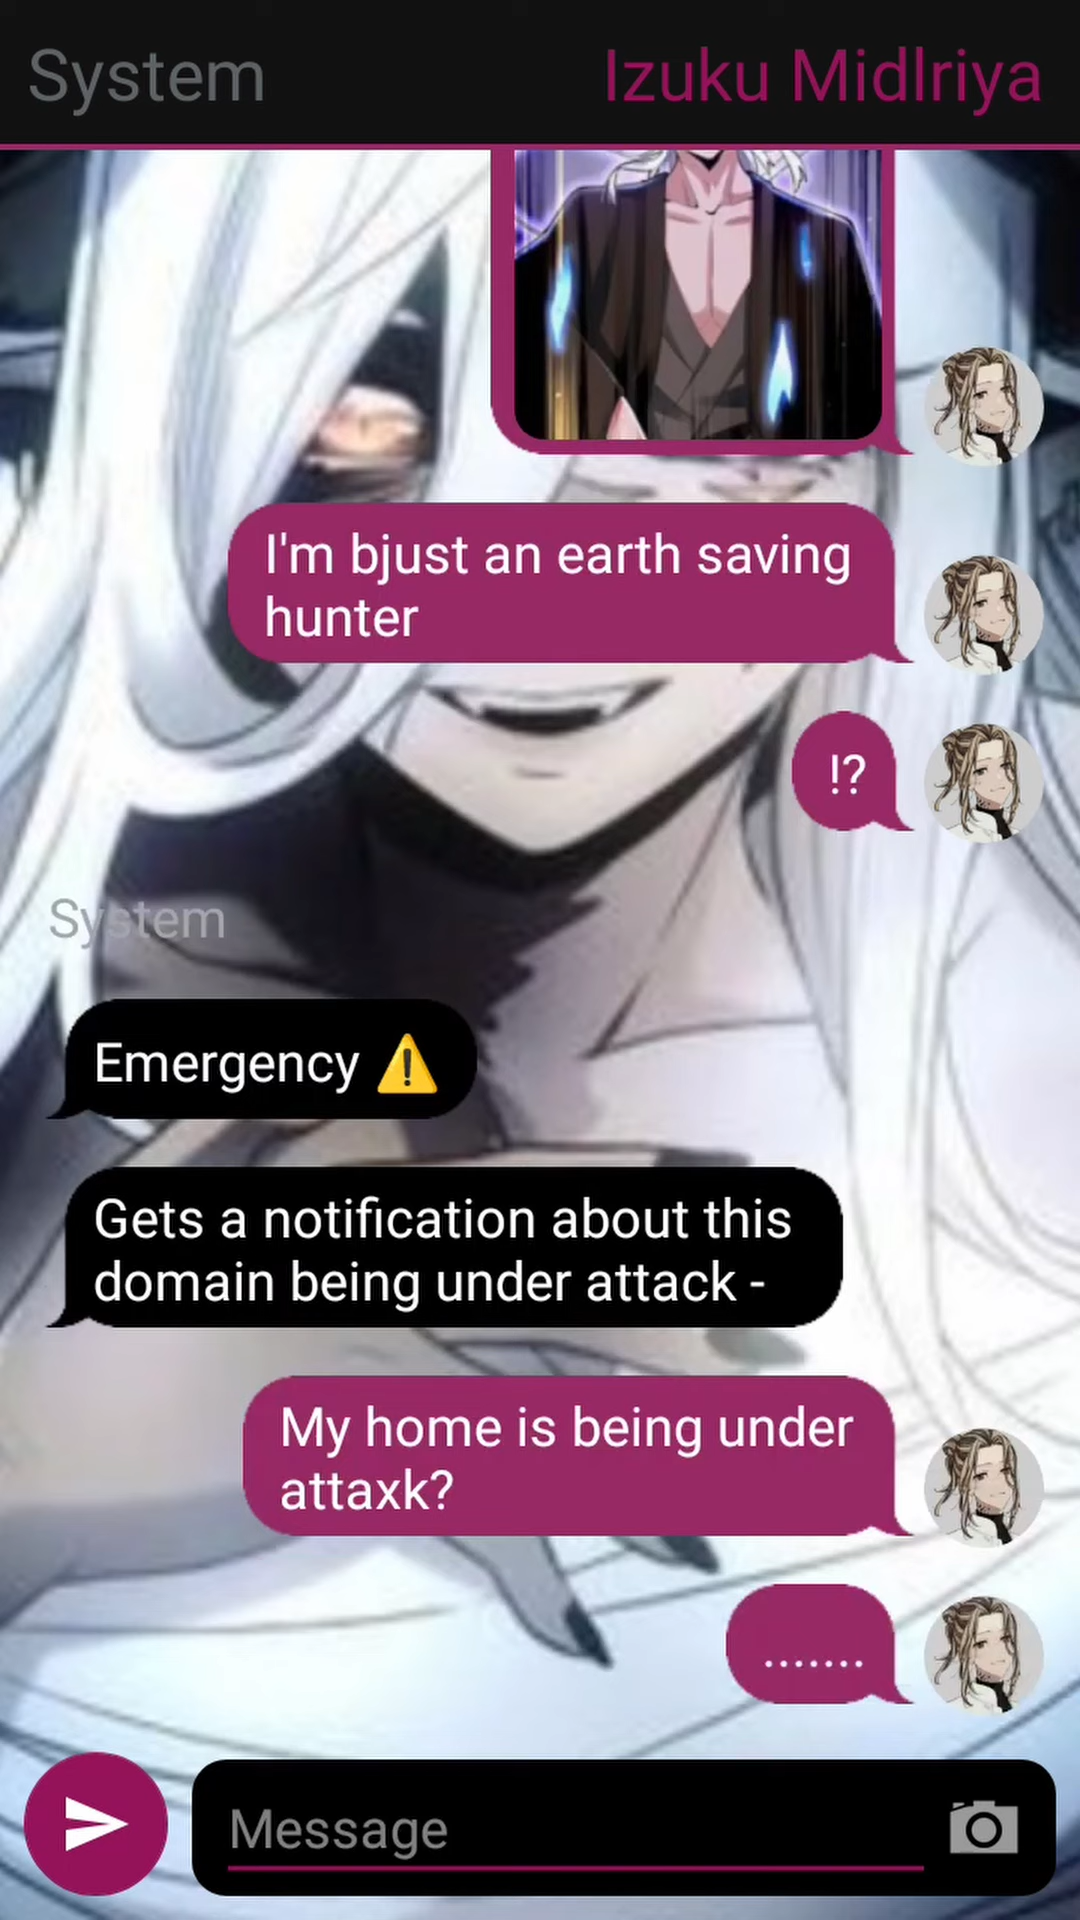 System
Izuku MidIriya
I'm bjust an earth saving
hunter
!?
System
Emergency ⚠️
Gets a notification about this
domain being under attack -
My home is being under
attaxk?
.......
Message